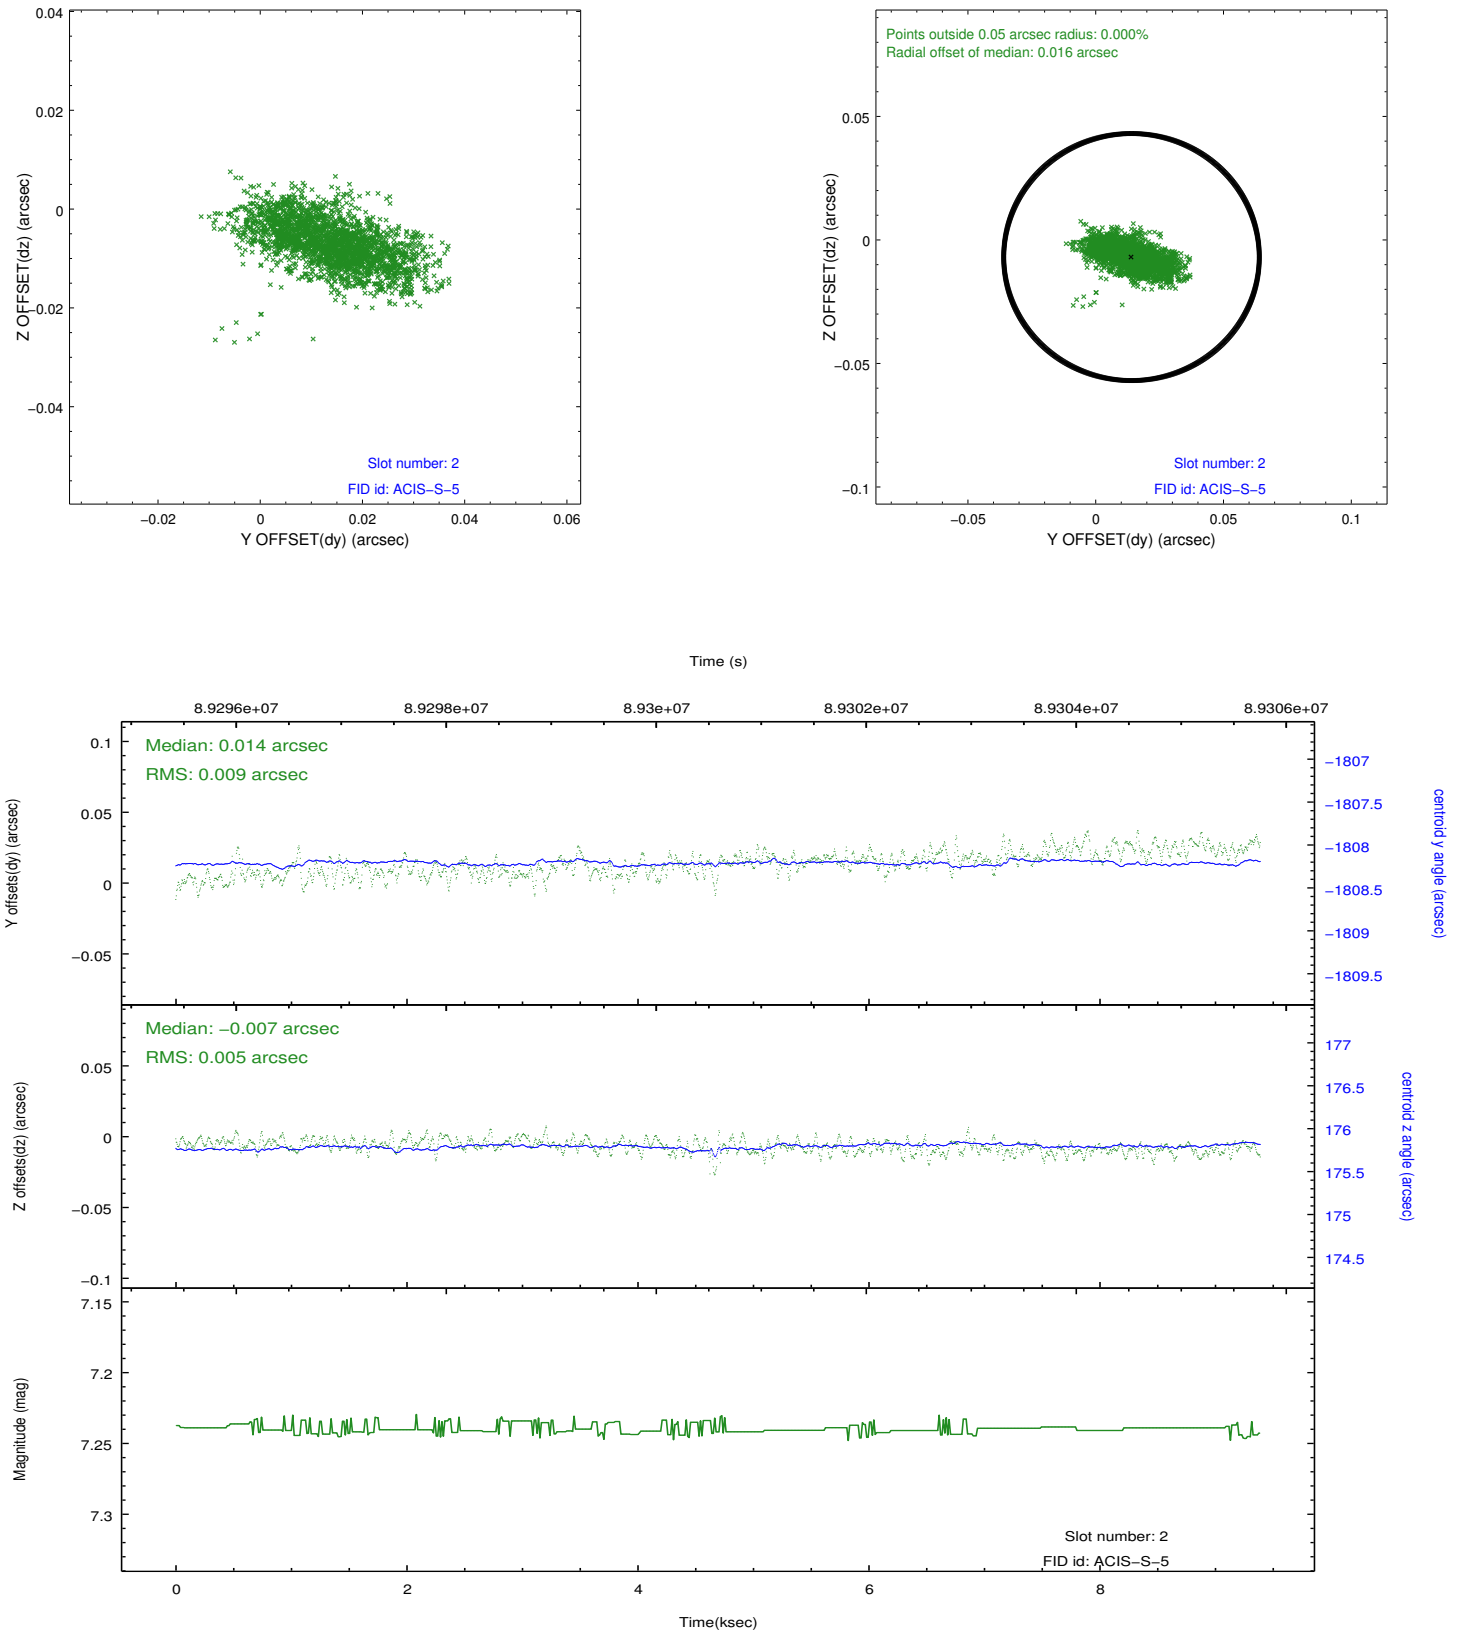 0.04
0.02
0
−0.02
−0.04
Z OFFSET(dz) (arcsec)
Slot number: 2
FID id: ACIS−S−5
−0.02 0 0.02 0.04 0.06
Y OFFSET(dy) (arcsec)
Points outside 0.05 arcsec radius: 0.000%
Radial offset of median: 0.016 arcsec
0.05
0
−0.05
−0.1
Z OFFSET(dz) (arcsec)
Slot number: 2
FID id: ACIS−S−5
−0.05 0 0.05 0.1
Y OFFSET(dy) (arcsec)
Time (s)
8.9296e+07 8.9298e+07 8.93e+07 8.9302e+07 8.9304e+07 8.9306e+07
Median: 0.014 arcsec
RMS: 0.009 arcsec
0.1
0.05
0
−0.05
Y offsets(dy) (arcsec)
−1807
−1807.5
−1808
−1808.5
−1809
−1809.5
centroid y angle (arcsec)
Median: −0.007 arcsec
RMS: 0.005 arcsec
0.05
0
−0.05
−0.1
Z offsets(dz) (arcsec)
177
176.5
176
175.5
175
174.5
centroid z angle (arcsec)
7.15
7.2
7.25
7.3
Magnitude (mag)
Slot number: 2
FID id: ACIS−S−5
0 2 4 6 8
Time(ksec)